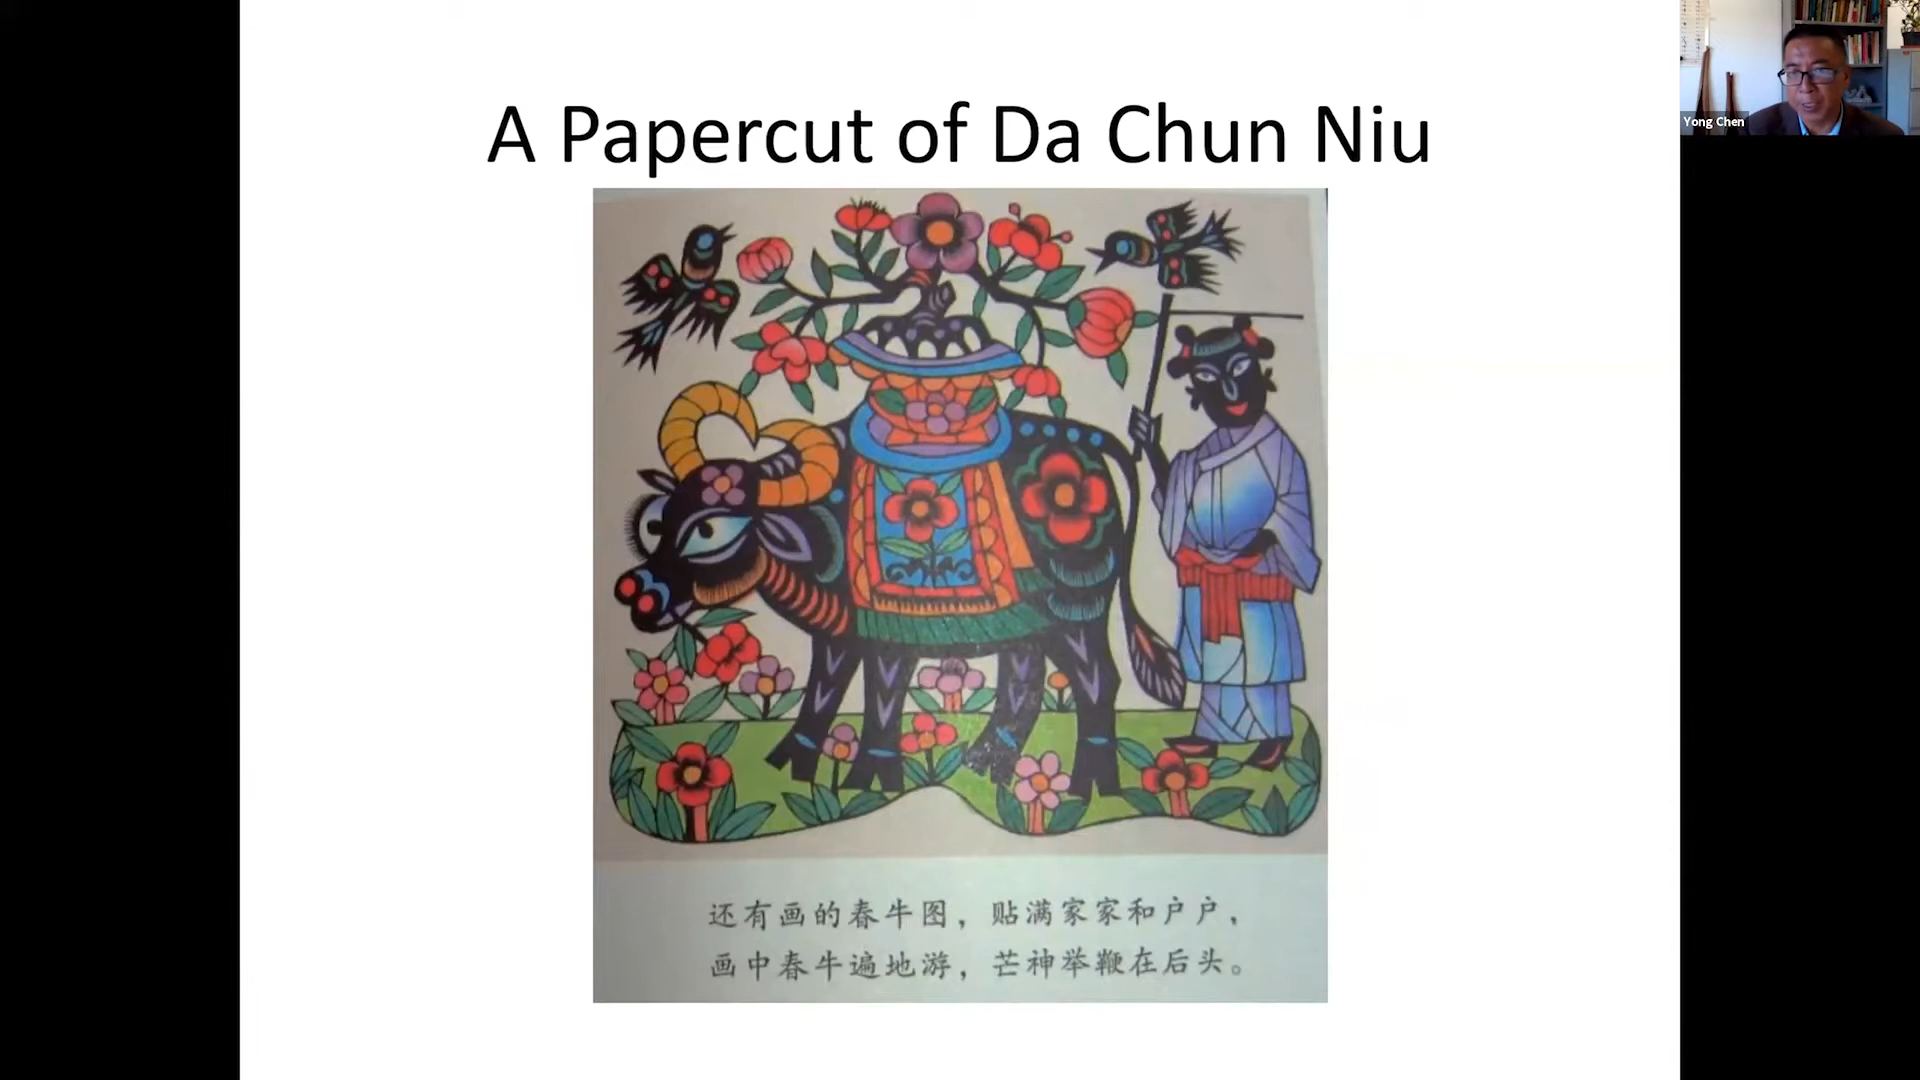 A Papercut of Da Chun Niu
Yong Chen
还有画的春牛图，贴满家家和户户，
画中春牛遍地游，芒神举鞭在后头。